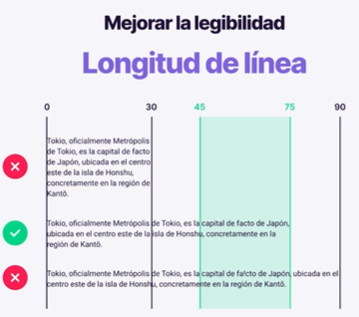 Mejorar la legibilidad
Longitud de línea
0 30 45 75 90
Tokio, oficialmente Metrópolis
de Tokio, es la capital de facto
de Japón, ubicada en el centro
este de la isla de Honshu,
concretamente en la región de
Kantō.
Tokio, oficialmente Metrópolis de Tokio, es la capital de facto de Japón,
ubicada en el centro este de la isla de Honshu, concretamente en la
región de Kantō.
Tokio, oficialmente Metrópolis de Tokio, es la capital de fa!cto de Japón, ubicada en el
centro este de la isla de Honshu, concretamente en la región de Kantō.